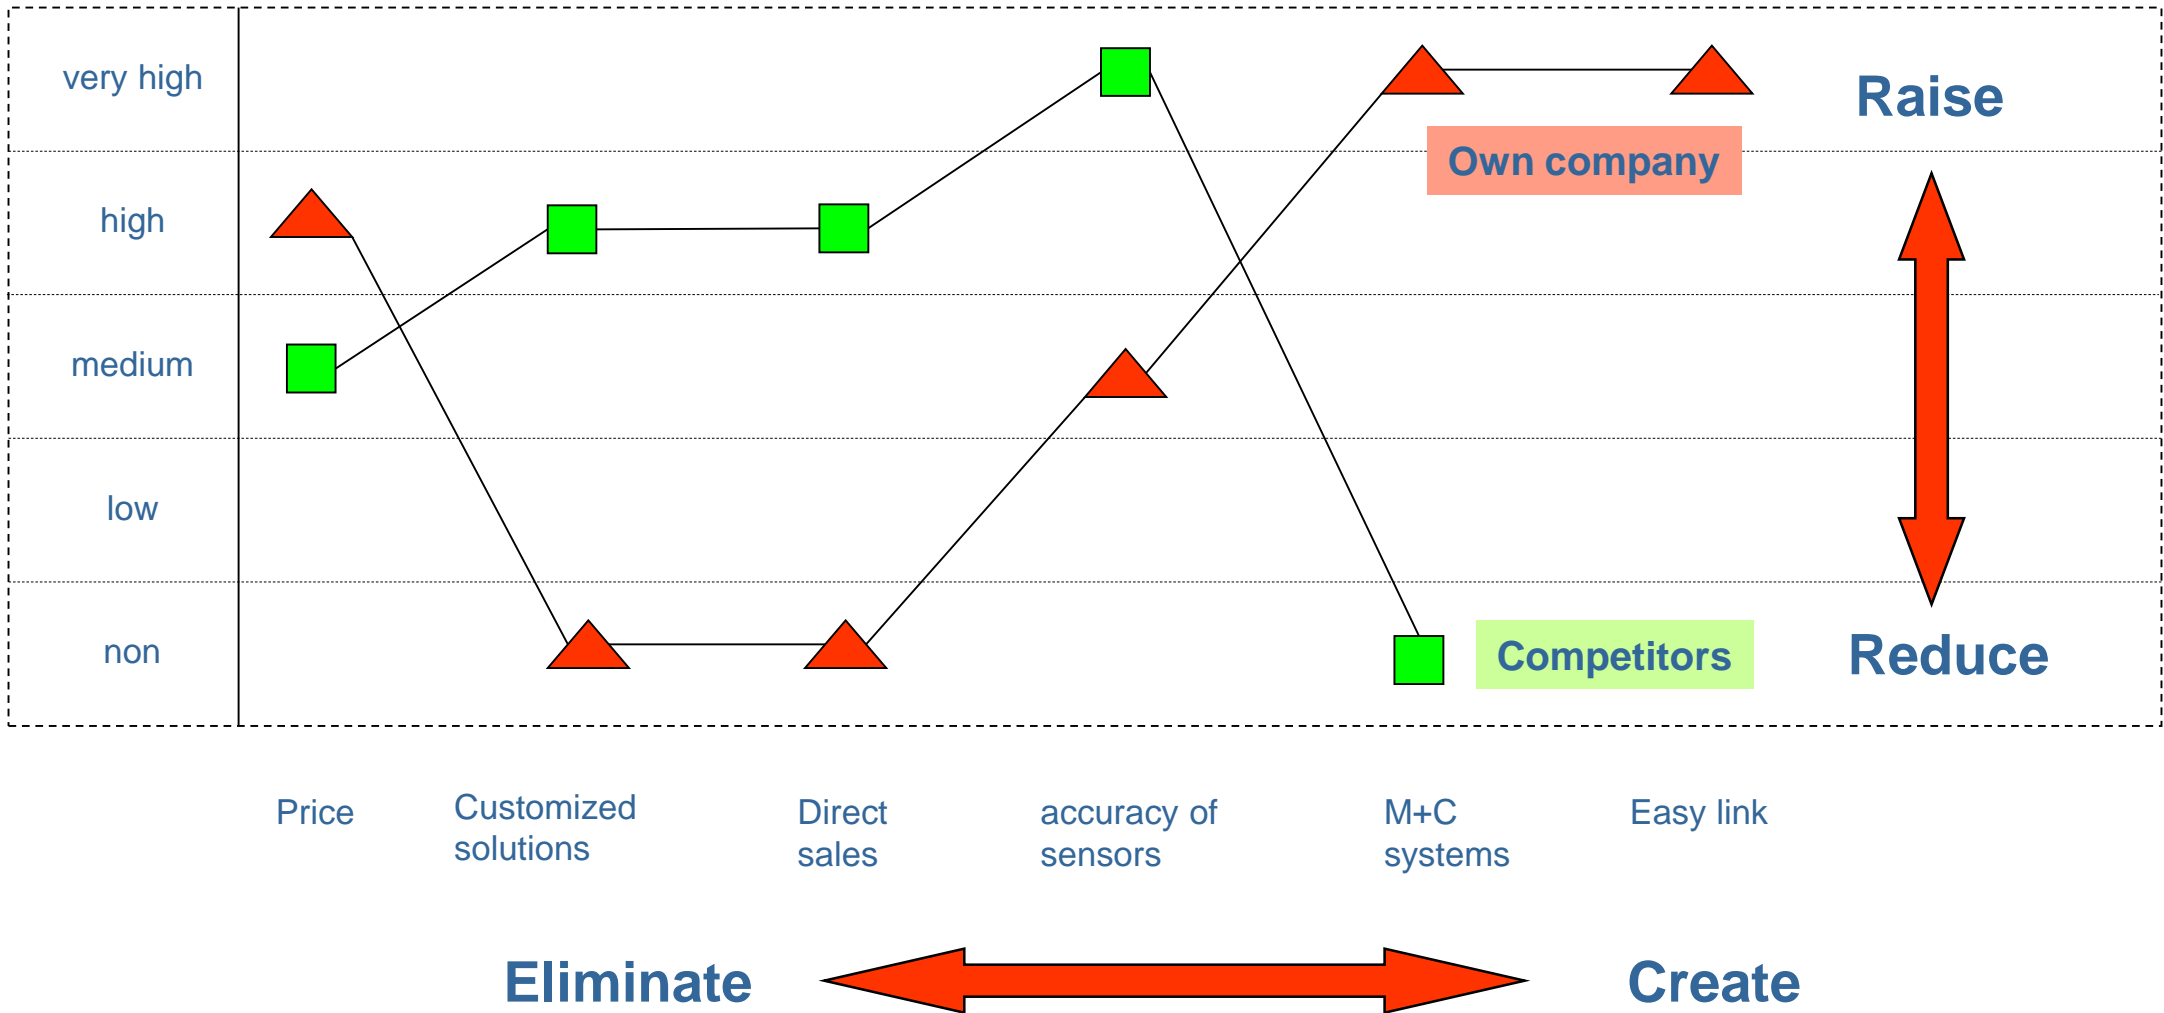 very high
Raise
Own company
high
medium
low
non
Competitors
Reduce
Price
Customized
solutions
Direct
sales
accuracy of
sensors
M+C
systems
Easy link
Eliminate
Create